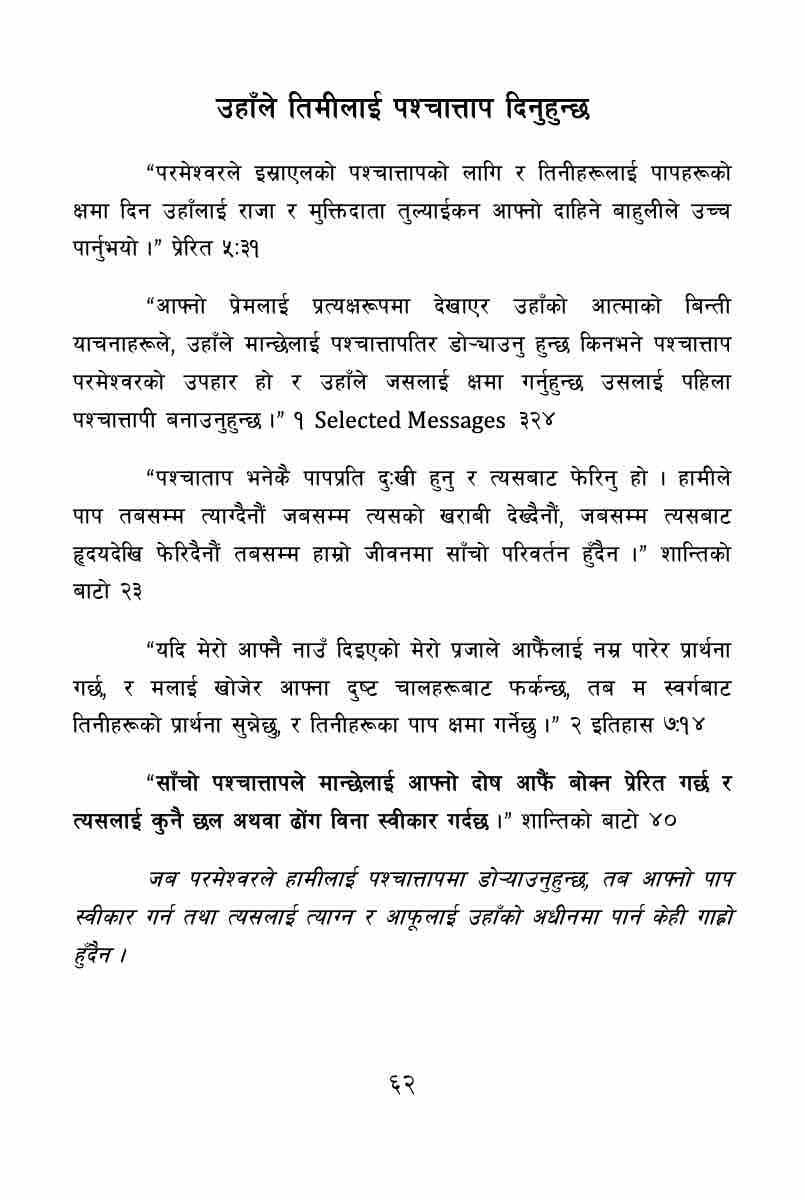 उहाँले तिमीलाई पश्चात्ताप दिनुहुन्छ
“परमेश्वरले इस्राएलको पश्चात्तापको लागि र तिनीहरूलाई पापहरूको
क्षमा दिन उहाँलाई राजा र मुक्तिदाता तुल्याईकन आफ्नो दाहिने बाहुलीले उच्च
पार्नुभयो।” प्रेरित ५:३१
“आफ्नो प्रेमलाई प्रत्यक्षरूपमा देखाएर उहाँको आत्माको बिन्ती
याचनाहरूले, उहाँले मान्छेलाई पश्चात्तापतिर डोऱ्याउनु हुन्छ किनभने पश्चात्ताप
परमेश्वरको उपहार हो र उहाँले जसलाई क्षमा गर्नुहुन्छ उसलाई पहिला
पश्चात्तापी बनाउनुहुन्छ।” १ Selected Messages ३२४
“पश्चाताप भनेकै पापप्रति दु:खी हुनु र त्यसबाट फेरिनु हो । हामीले
पाप तबसम्म त्याग्दैनौं जबसम्म त्यसको खराबी देख्दैनौं, जबसम्म त्यसबाट
हृदयदेखि फेरिदैनौं तबसम्म हाम्रो जीवनमा साँचो परिवर्तन हुँदैन ।” शान्तिको
बाटो २३
“यदि मेरो आफ्नै नाउँ दिइएको मेरो प्रजाले आफैंलाई नम्र पारेर प्रार्थना
गर्छ, र मलाई खोजेर आफ्ना दुष्ट चालहरूबाट फर्कन्छ, तब म स्वर्गबाट
तिनीहरूको प्रार्थना सुन्नेछु, र तिनीहरूका पाप क्षमा गर्नेछु।” २ इतिहास ७:१४
“साँचो पश्चात्तापले मान्छेलाई आफ्नो दोष आफैं बोक्न प्रेरित गर्छ र
त्यसलाई कुनै छल अथवा ढोंग विना स्वीकार गर्दछ।” शान्तिको बाटो ४०
जब परमेश्वरले हामीलाई पश्चात्तापमा डोऱ्याउनुहुन्छ, तब आफ्नो पाप
स्वीकार गर्न तथा त्यसलाई त्याग्न र आफूलाई उहाँको अधीनमा पार्न केही गाह्रो
हुँदैन ।
६२